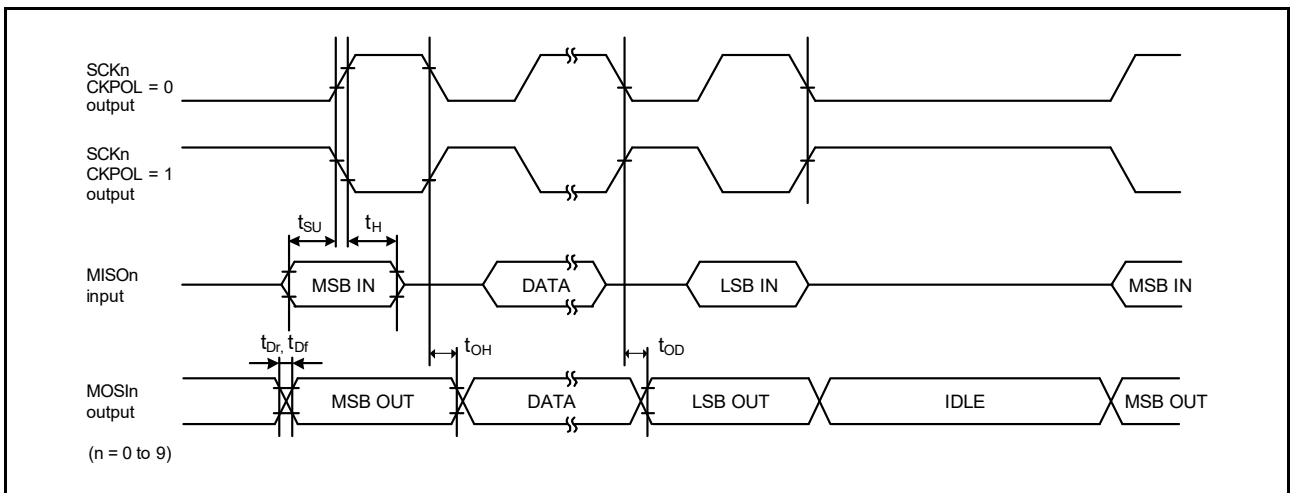 SCKn
CKPOL = 0
output
SCKn
CKPOL = 1
output
tSU
tH
MISOn
input
MSB IN
DATA
LSB IN
MSB IN
tDr, tDf
tOH
tOD
MOSIn
output
MSB OUT
DATA
LSB OUT
IDLE
MSB OUT
(n = 0 to 9)